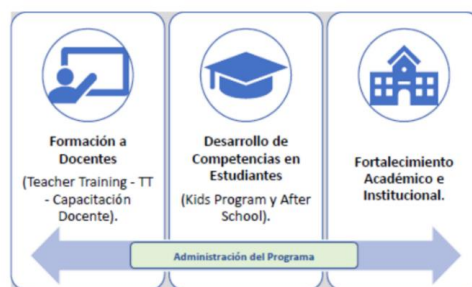 Formación a
Docentes
(Teacher Training - TT
- Capacitación
Docente).
Desarrollo de
Competencias en
Estudiantes
(Kids Program y After
School).
Fortalecimiento
Académico e
Institucional.
Administración del Programa